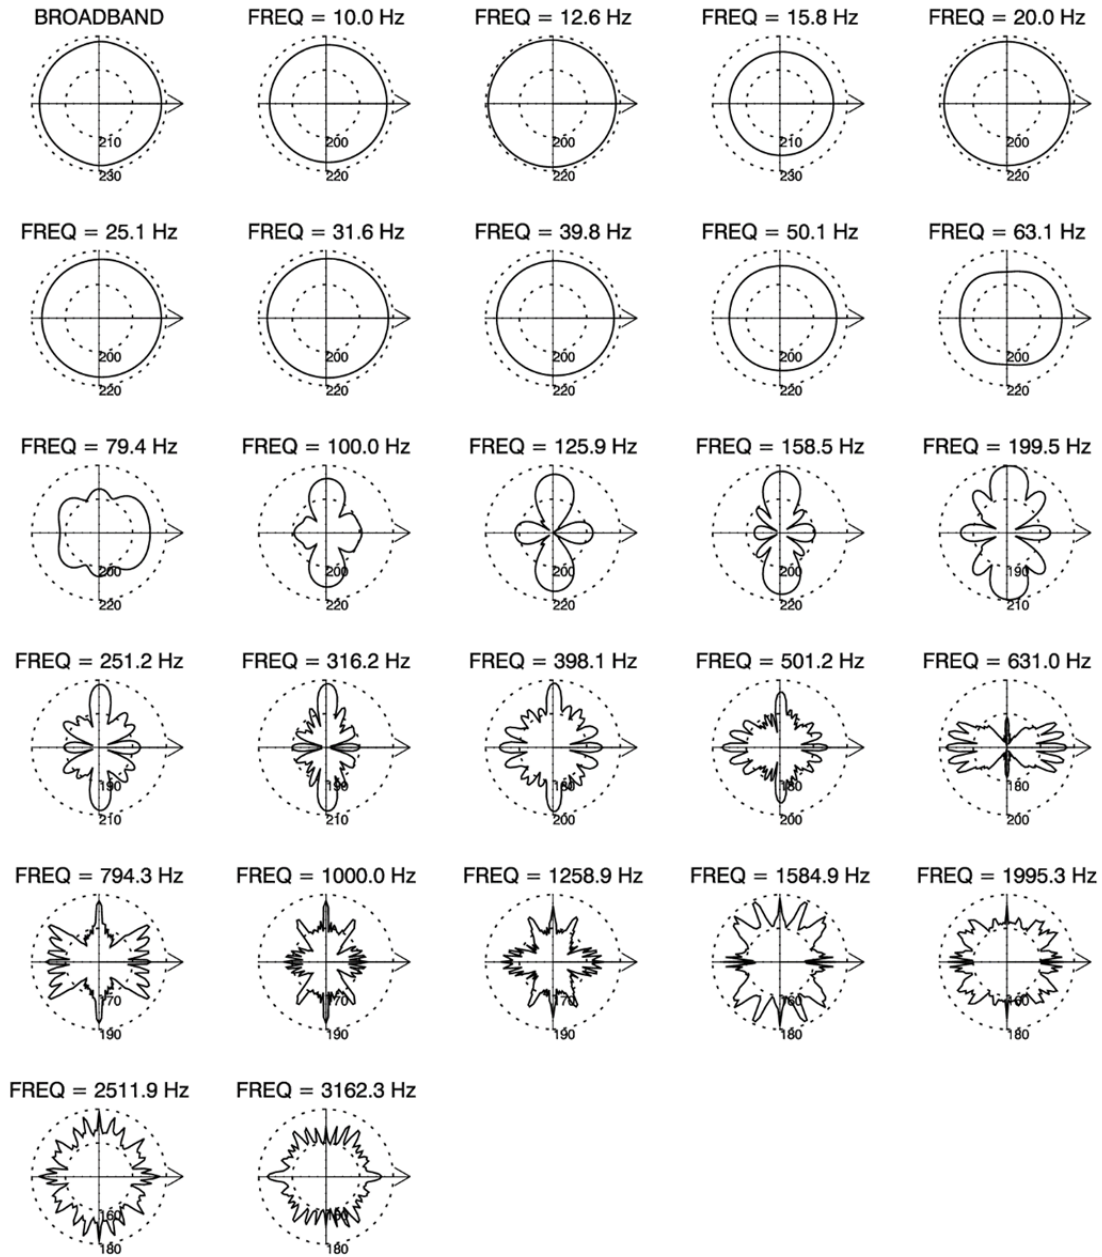 BROADBAND FREQ = 10.0 Hz FREQ = 12.6 Hz FREQ = 15.8 Hz FREQ = 20.0 Hz
210 200 200 210 200
230 220 220 230 220
FREQ = 25.1 Hz FREQ = 31.6 Hz FREQ = 39.8 Hz FREQ = 50.1 Hz FREQ = 63.1 Hz
200 200 200 200 200
220 220 220 220 220
FREQ = 79.4 Hz FREQ = 100.0 Hz FREQ = 125.9 Hz FREQ = 158.5 Hz FREQ = 199.5 Hz
200 200 200 200 190
220 220 220 220 210
FREQ = 251.2 Hz FREQ = 316.2 Hz FREQ = 398.1 Hz FREQ = 501.2 Hz FREQ = 631.0 Hz
190 190 180 180 180
210 210 200 200 200
FREQ = 794.3 Hz FREQ = 1000.0 Hz FREQ = 1258.9 Hz FREQ = 1584.9 Hz FREQ = 1995.3 Hz
170 170 170 160 160
190 190 190 180 180
FREQ = 2511.9 Hz FREQ = 3162.3 Hz
160
180 180